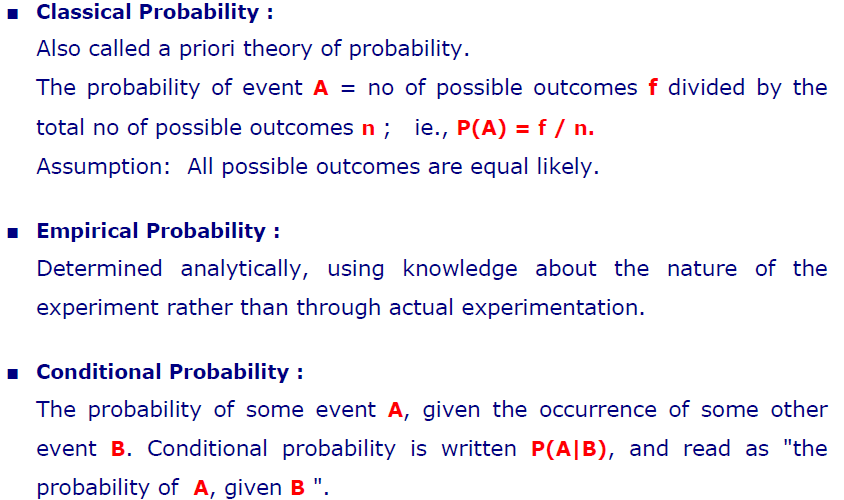 ▪ Classical Probability :
Also called a priori theory of probability.
The probability of event A = no of possible outcomes f divided by the
total no of possible outcomes n ; ie., P(A) = f / n.
Assumption: All possible outcomes are equal likely.
▪ Empirical Probability :
Determined analytically, using knowledge about the nature of the
experiment rather than through actual experimentation.
▪ Conditional Probability :
The probability of some event A, given the occurrence of some other
event B. Conditional probability is written P(A|B), and read as "the
probability of A, given B ".